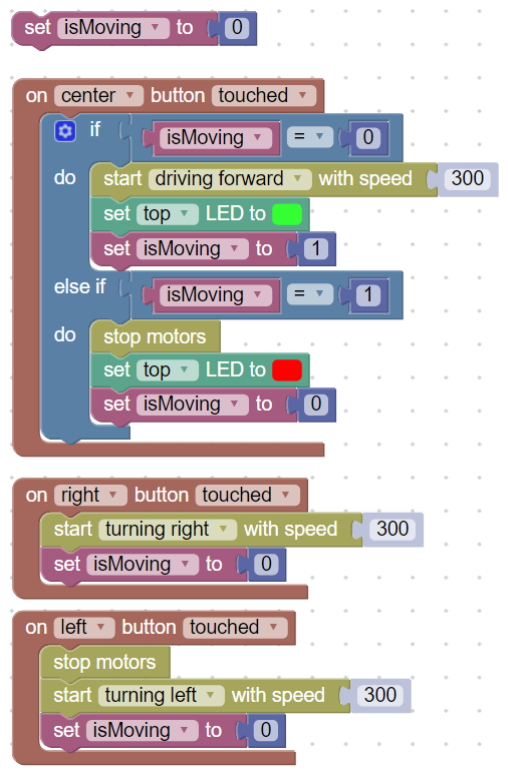 set isMoving to 0
on center button touched
if isMoving = 0
do start driving forward with speed 300
set top LED to
set isMoving to 1
else if isMoving = 1
do stop motors
set top LED to
set isMoving to 0
on right button touched
start turning right with speed 300
set isMoving to 0
on left button touched
stop motors
start turning left with speed 300
set isMoving to 0